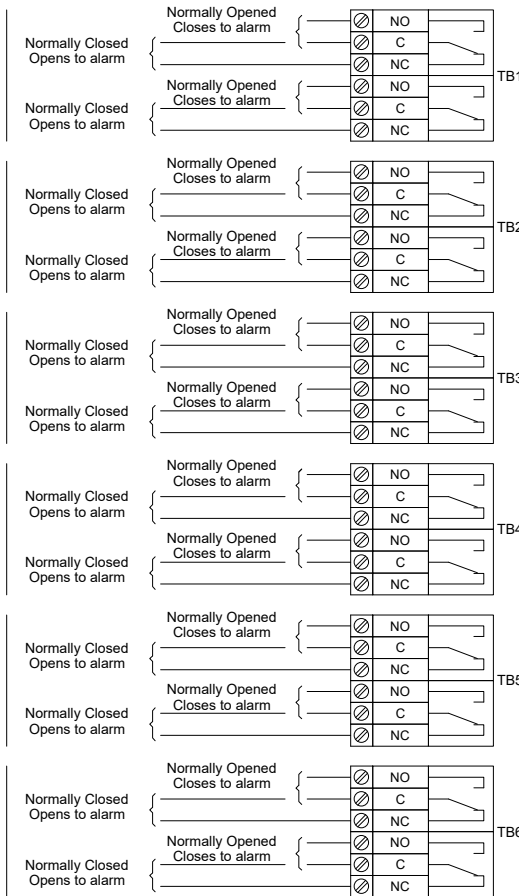 Normally Opened
Closes to alarm
NO
Normally Closed
Opens to alarm
C
NC
TB1
Normally Opened
Closes to alarm
NO
Normally Closed
Opens to alarm
C
NC
Normally Opened
Closes to alarm
NO
Normally Closed
Opens to alarm
C
NC
TB2
Normally Opened
Closes to alarm
NO
Normally Closed
Opens to alarm
C
NC
Normally Opened
Closes to alarm
NO
Normally Closed
Opens to alarm
C
NC
TB3
Normally Opened
Closes to alarm
NO
Normally Closed
Opens to alarm
C
NC
Normally Opened
Closes to alarm
NO
Normally Closed
Opens to alarm
C
NC
TB4
Normally Opened
Closes to alarm
NO
Normally Closed
Opens to alarm
C
NC
Normally Opened
Closes to alarm
NO
Normally Closed
Opens to alarm
C
NC
TB5
Normally Opened
Closes to alarm
NO
Normally Closed
Opens to alarm
C
NC
Normally Opened
Closes to alarm
NO
Normally Closed
Opens to alarm
C
NC
TB6
Normally Opened
Closes to alarm
NO
Normally Closed
Opens to alarm
C
NC